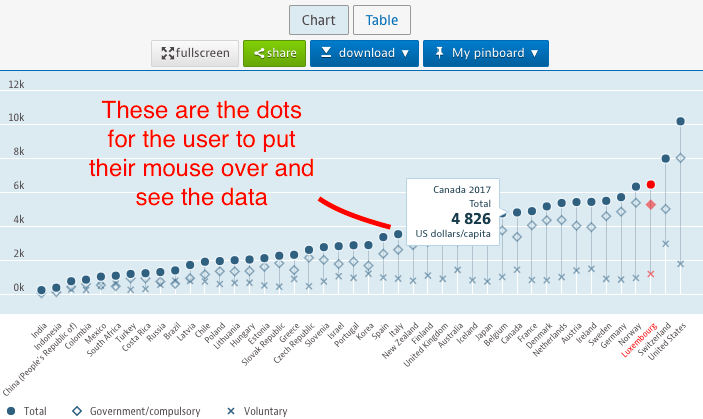 Chart Table
fullscreen share download ▼ My pinboard ▼
12k
10k
These are the dots
for the user to put
8k
their mouse over and
see the data
6k
Canada 2017
Total
4 826
US dollars/capita
4k
2k
0k
India
Indonesia
China (People's Republic of)
Colombia
Mexico
South Africa
Turkey
Costa Rica
Russia
Brazil
Latvia
Chile
Poland
Lithuania
Hungary
Estonia
Slovak Republic
Greece
Czech Republic
Slovenia
Israel
Portugal
Korea
Spain
Italy
New Zealand
Finland
United Kingdom
Australia
Iceland
Japan
Belgium
Canada
France
Denmark
Netherlands
Austria
Ireland
Sweden
Germany
Norway
Luxembourg
Switzerland
United States
Total Government/compulsory Voluntary